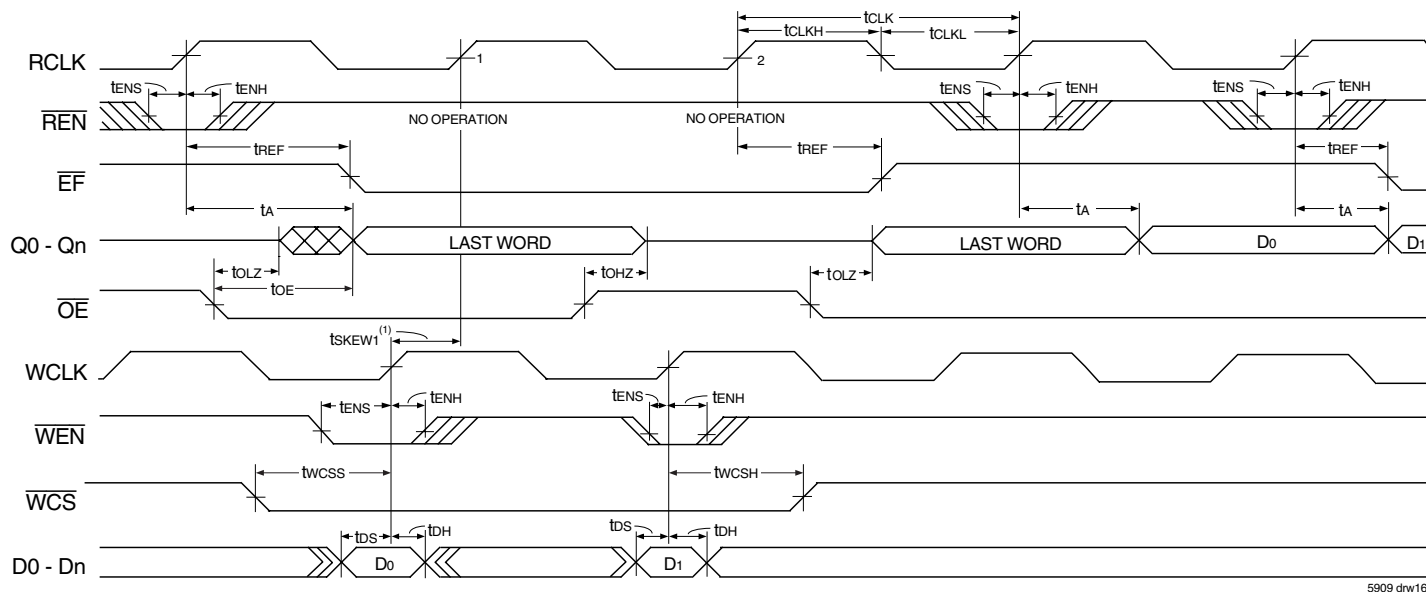 tCLK
tCLKH tCLKL
RCLK 1 2
tENS tENH tENS tENH tENS tENH
REN NO OPERATION NO OPERATION
tREF tREF tREF
EF
tA tA tA
Q0 - Qn LAST WORD LAST WORD D0 D1
tOLZ tOHZ tOLZ
tOE
OE
tSKEW1(1)
WCLK
tENS tENH tENS tENH
WEN
tWCSS tWCSH
WCS
tDS tDH tDS tDH
D0 - Dn D0 D1
5909 drw16